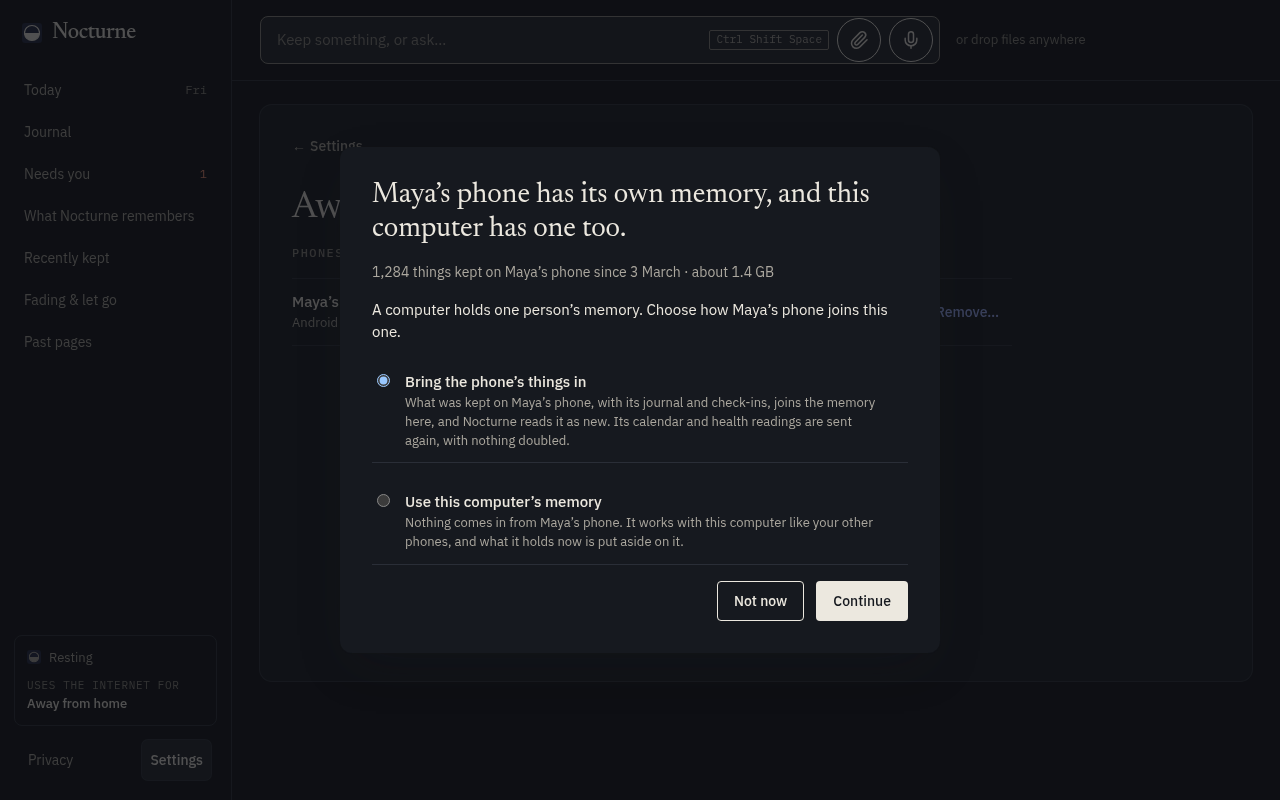 Nocturne
Keep something, or ask...
Ctrl Shift Space
or drop files anywhere
Today
Fri
Journal
Needs you
1
What Nocturne remembers
Recently kept
Fading & let go
Past pages
← Settings
Aw
PHONES
Maya’s
Android
Remove...
Maya’s phone has its own memory, and this
computer has one too.
1,284 things kept on Maya’s phone since 3 March · about 1.4 GB
A computer holds one person’s memory. Choose how Maya’s phone joins this
one.
Bring the phone’s things in
What was kept on Maya’s phone, with its journal and check-ins, joins the memory
here, and Nocturne reads it as new. Its calendar and health readings are sent
again, with nothing doubled.
Use this computer’s memory
Nothing comes in from Maya’s phone. It works with this computer like your other
phones, and what it holds now is put aside on it.
Not now
Continue
Resting
USES THE INTERNET FOR
Away from home
Privacy
Settings